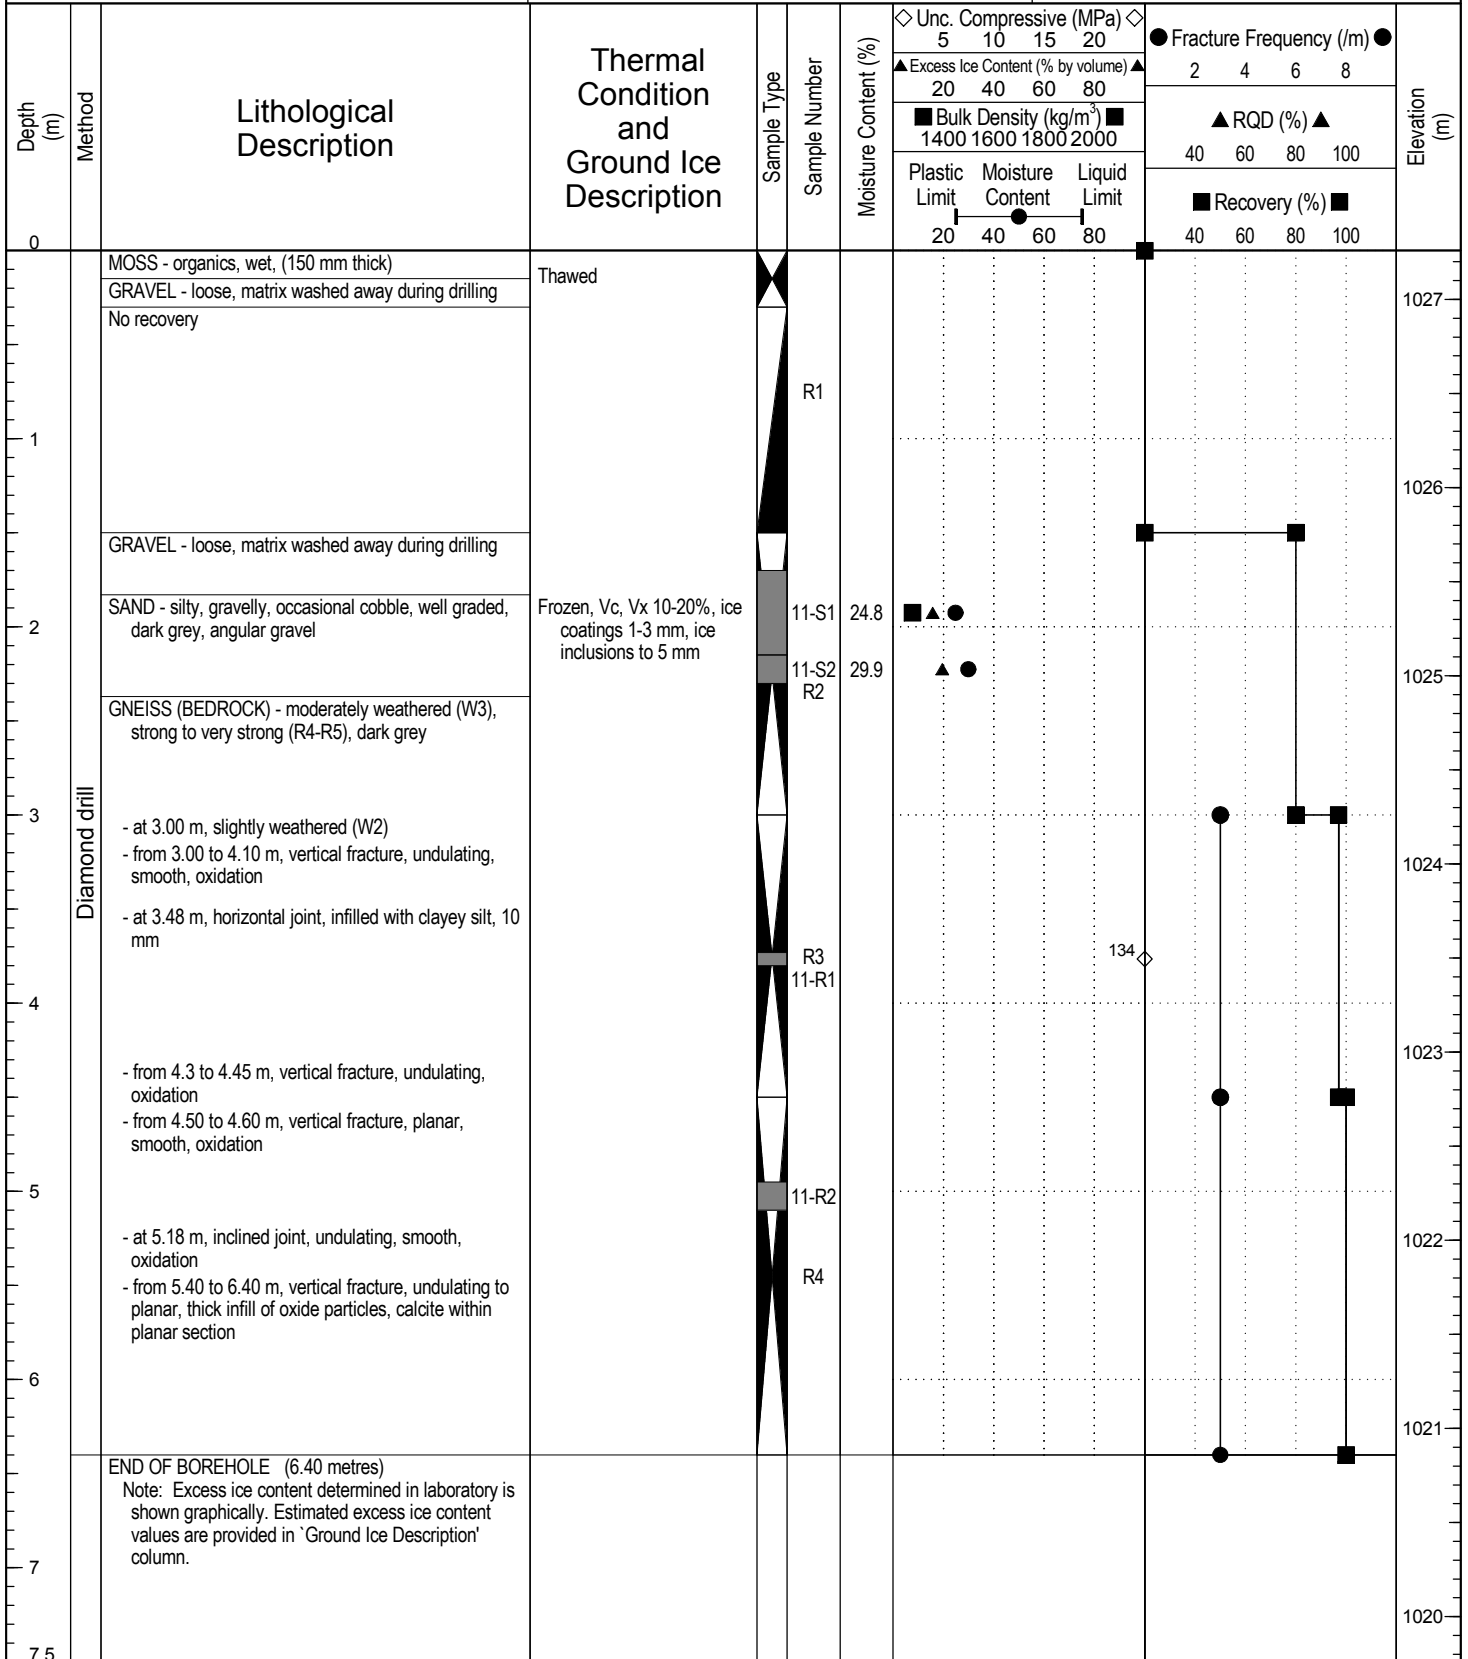 Depth (m)
Method
Lithological
Description
Thermal
Condition
and
Ground Ice
Description
Sample Type
Sample Number
Moisture Content (%)
◇ Unc. Compressive (MPa) ◇
5 10 15 20
▲ Excess Ice Content (% by volume) ▲
20 40 60 80
■ Bulk Density (kg/m³) ■
1400 1600 1800 2000
Plastic Moisture Liquid
Limit Content Limit
20 40 60 80
● Fracture Frequency (/m) ●
2 4 6 8
▲ RQD (%) ▲
40 60 80 100
■ Recovery (%) ■
40 60 80 100
Elevation (m)
0
MOSS - organics, wet, (150 mm thick)
Thawed
GRAVEL - loose, matrix washed away during drilling
1027
No recovery
R1
1
1026
GRAVEL - loose, matrix washed away during drilling
SAND - silty, gravelly, occasional cobble, well graded,
dark grey, angular gravel
Frozen, Vc, Vx 10-20%, ice
coatings 1-3 mm, ice
inclusions to 5 mm
11-S1 24.8
2
11-S2 29.9
R2
1025
GNEISS (BEDROCK) - moderately weathered (W3),
strong to very strong (R4-R5), dark grey
Diamond drill
3
- at 3.00 m, slightly weathered (W2)
- from 3.00 to 4.10 m, vertical fracture, undulating,
smooth, oxidation
1024
- at 3.48 m, horizontal joint, infilled with clayey silt, 10
mm
R3
134
11-R1
4
1023
- from 4.3 to 4.45 m, vertical fracture, undulating,
oxidation
- from 4.50 to 4.60 m, vertical fracture, planar,
smooth, oxidation
5
11-R2
- at 5.18 m, inclined joint, undulating, smooth,
oxidation
1022
R4
- from 5.40 to 6.40 m, vertical fracture, undulating to
planar, thick infill of oxide particles, calcite within
planar section
6
1021
END OF BOREHOLE (6.40 metres)
Note: Excess ice content determined in laboratory is
shown graphically. Estimated excess ice content
values are provided in `Ground Ice Description'
column.
7
1020
7.5